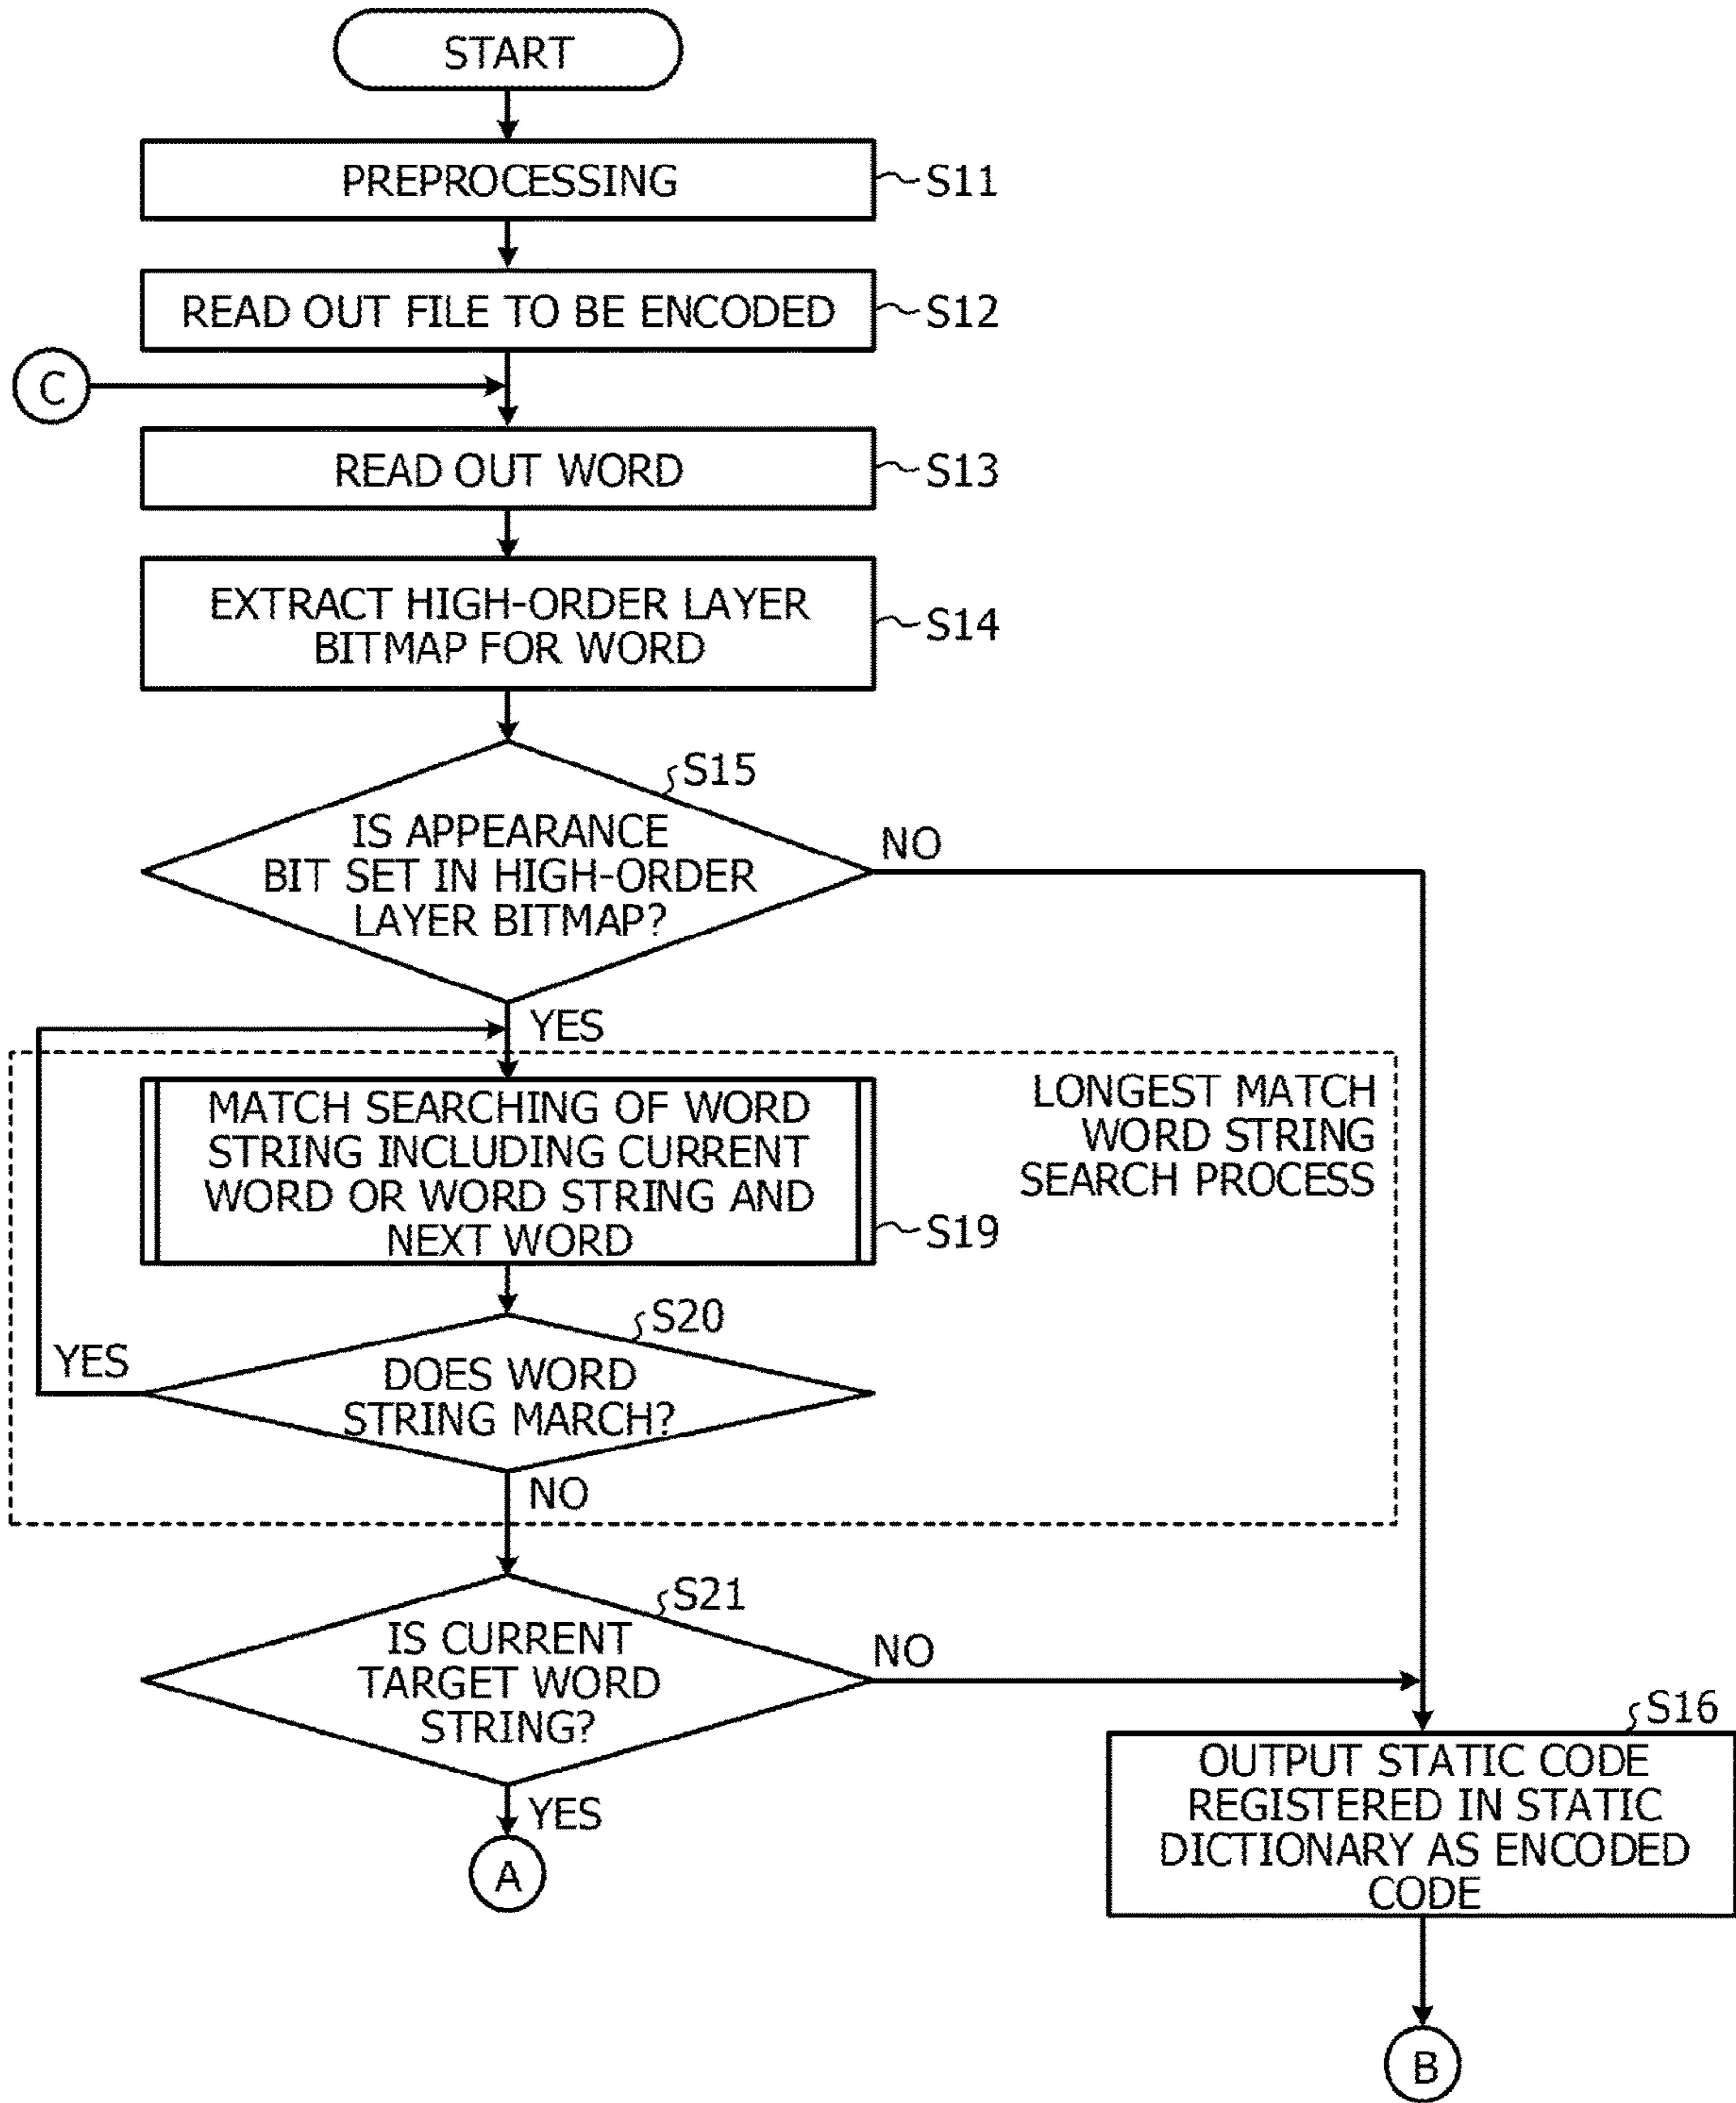 START
PREPROCESSING
S11
READ OUT FILE TO BE ENCODED
S12
C
READ OUT WORD
S13
EXTRACT HIGH-ORDER LAYER
BITMAP FOR WORD
S14
S15
IS APPEARANCE
BIT SET IN HIGH-ORDER
LAYER BITMAP?
NO
YES
LONGEST MATCH
WORD STRING
SEARCH PROCESS
MATCH SEARCHING OF WORD
STRING INCLUDING CURRENT
WORD OR WORD STRING AND
NEXT WORD
S19
S20
YES
DOES WORD
STRING MARCH?
NO
S21
IS CURRENT
TARGET WORD
STRING?
NO
YES
A
S16
OUTPUT STATIC CODE
REGISTERED IN STATIC
DICTIONARY AS ENCODED
CODE
B